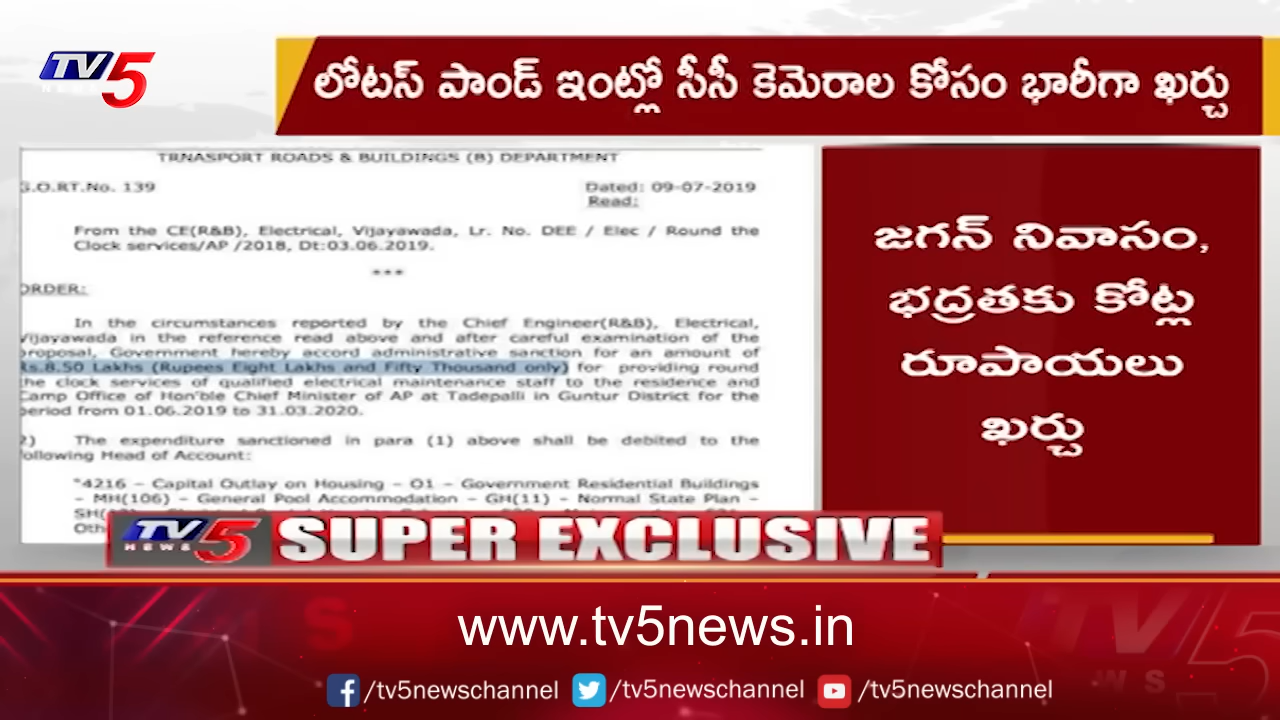 TV5
NEWS
లోటస్ పాండ్ ఇంట్లో సీసీ కెమెరాల కోసం భారీగా ఖర్చు
TRNASPORT ROADS & BUILDINGS (B) DEPARTMENT
G.O.RT.No. 139 Dated: 09-07-2019
Read:
From the CE(R&B), Electrical, Vijayawada, Lr. No. DEE / Elec / Round the
Clock services/AP /2018, Dt:03.06.2019.
***
ORDER:
In the circumstances reported by the Chief Engineer(R&B), Electrical,
Vijayawada in the reference read above and after careful examination of the
proposal, Government hereby accord administrative sanction for an amount of
Rs.8.50 Lakhs (Rupees Eight Lakhs and Fifty Thousand only) for providing round
the clock services of qualified electrical maintenance staff to the residence and
Camp Office of Hon'ble Chief Minister of AP at Tadepalli in Guntur District for the
period from 01.06.2019 to 31.03.2020.
2) The expenditure sanctioned in para (1) above shall be debited to the
following Head of Account:
"4216 – Capital Outlay on Housing – O1 – Government Residential Buildings
– MH(106) – General Pool Accommodation – GH(11) – Normal State Plan –
జగన్ నివాసం,
భద్రతకు కోట్ల
రూపాయలు
ఖర్చు
TV5 NEWS SUPER EXCLUSIVE
www.tv5news.in
/tv5newschannel /tv5newschannel /tv5newschannel